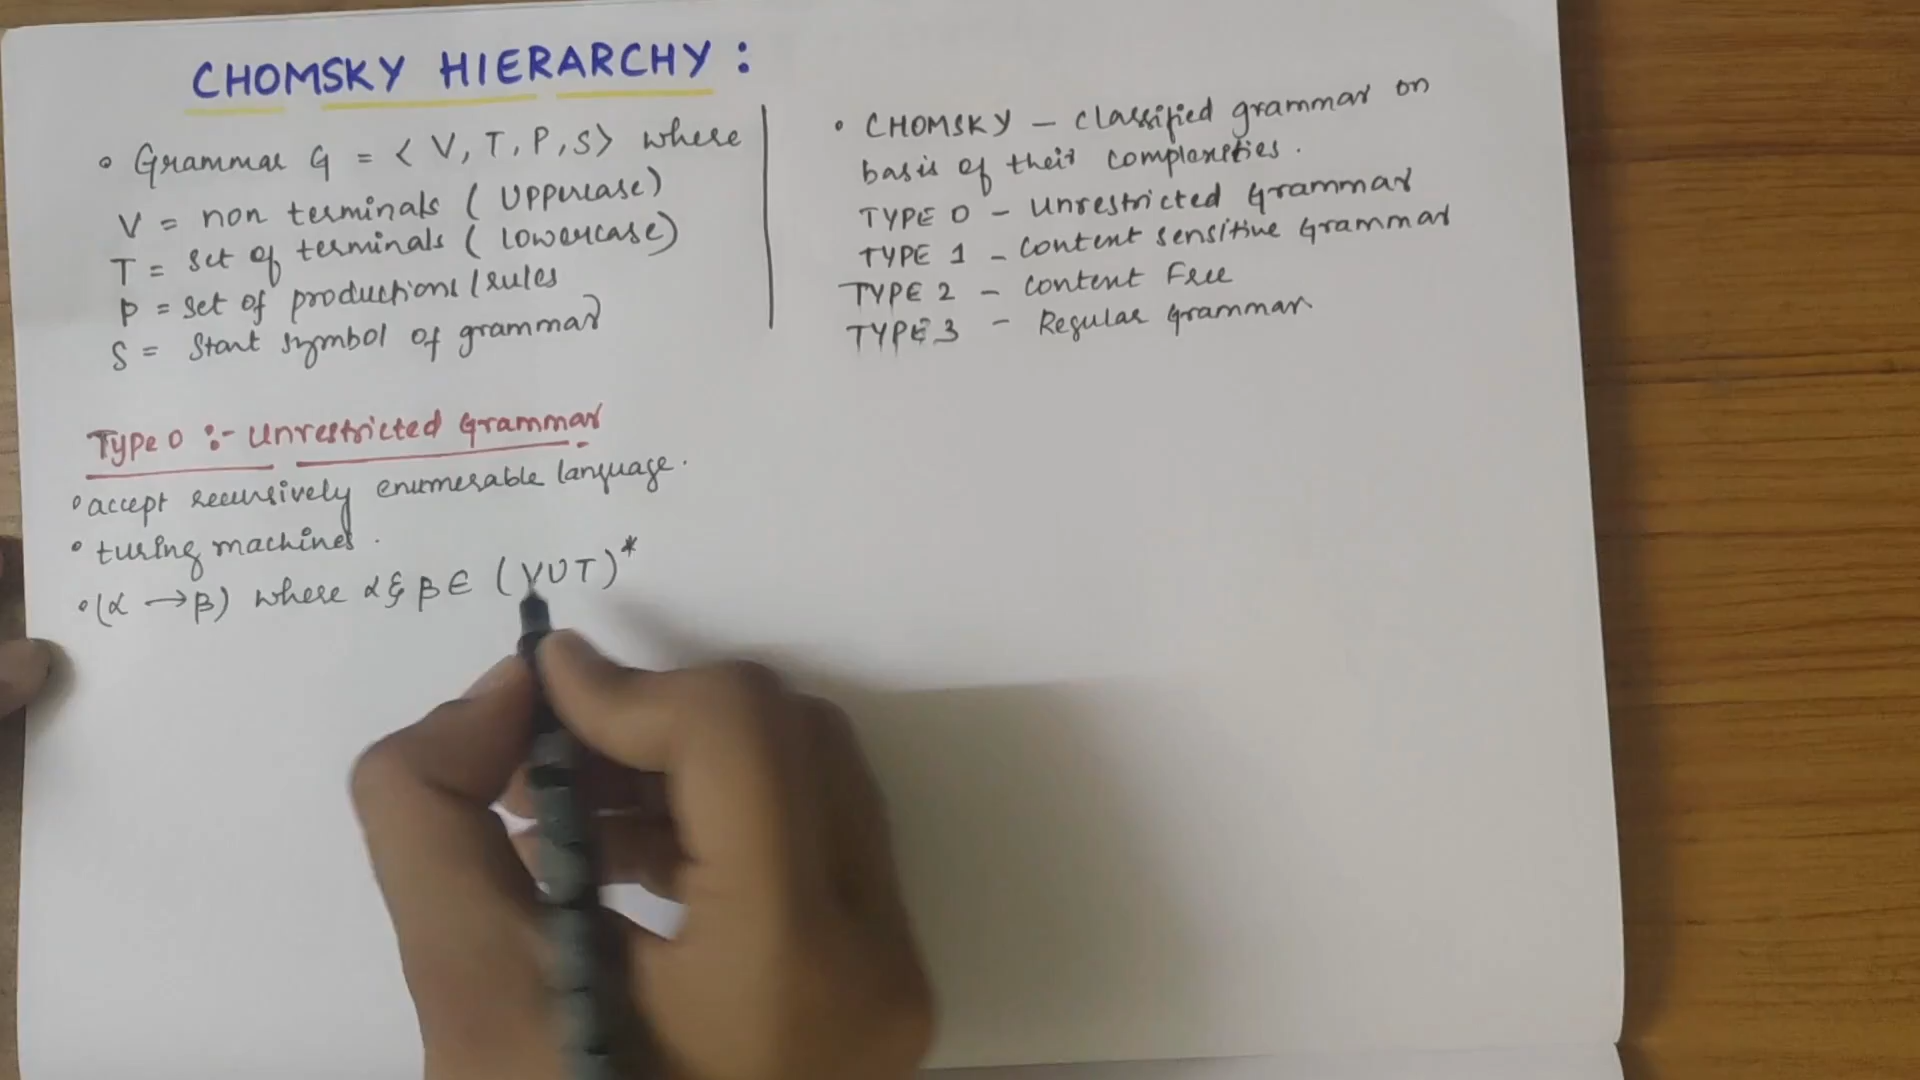 CHOMSKY HIERARCHY :
• Grammar G = < V, T, P, S> where
V = non terminals ( Uppercase)
T = set of terminals ( lowercase)
P = set of productions / rules
S = Start symbol of grammar
• CHOMSKY – classified grammar on
basis of their complexities .
TYPE 0 – Unrestricted Grammar
TYPE 1 – Content sensitive Grammar
TYPE 2 – Content Free
TYPE 3 – Regular Grammar.
Type 0 :- Unrestricted Grammar
• accept recursively enumerable language.
• turing machines .
• (α → β) where α & β ∈ (V∪T)*